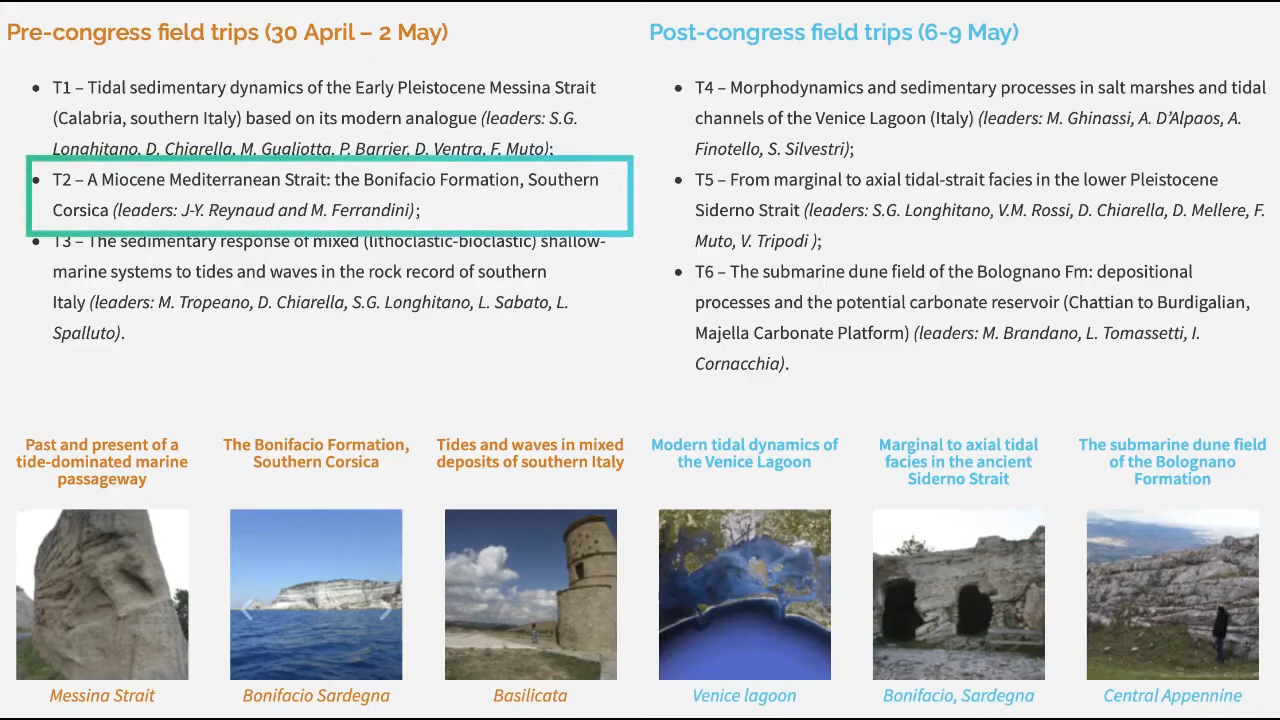 Pre-congress field trips (30 April – 2 May)
• T1 – Tidal sedimentary dynamics of the Early Pleistocene Messina Strait
(Calabria, southern Italy) based on its modern analogue (leaders: S.G.
Longhitano, D. Chiarella, M. Gugliotta, P. Barrier, D. Ventra, F. Muto);
• T2 – A Miocene Mediterranean Strait: the Bonifacio Formation, Southern
Corsica (leaders: J-Y. Reynaud and M. Ferrandini);
• T3 – The sedimentary response of mixed (lithoclastic-bioclastic) shallow-
marine systems to tides and waves in the rock record of southern
Italy (leaders: M. Tropeano, D. Chiarella, S.G. Longhitano, L. Sabato, L.
Spalluto).
Post-congress field trips (6-9 May)
• T4 – Morphodynamics and sedimentary processes in salt marshes and tidal
channels of the Venice Lagoon (Italy) (leaders: M. Ghinassi, A. D’Alpaos, A.
Finotello, S. Silvestri);
• T5 – From marginal to axial tidal-strait facies in the lower Pleistocene
Siderno Strait (leaders: S.G. Longhitano, V.M. Rossi, D. Chiarella, D. Mellere, F.
Muto, V. Tripodi );
• T6 – The submarine dune field of the Bolognano Fm: depositional
processes and the potential carbonate reservoir (Chattian to Burdigalian,
Majella Carbonate Platform) (leaders: M. Brandano, L. Tomassetti, I.
Cornacchia).
Past and present of a
tide-dominated marine
passageway
Messina Strait
The Bonifacio Formation,
Southern Corsica
Bonifacio Sardegna
Tides and waves in mixed
deposits of southern Italy
Basilicata
Modern tidal dynamics of
the Venice Lagoon
Venice lagoon
Marginal to axial tidal
facies in the ancient
Siderno Strait
Bonifacio, Sardegna
The submarine dune field
of the Bolognano
Formation
Central Appennine